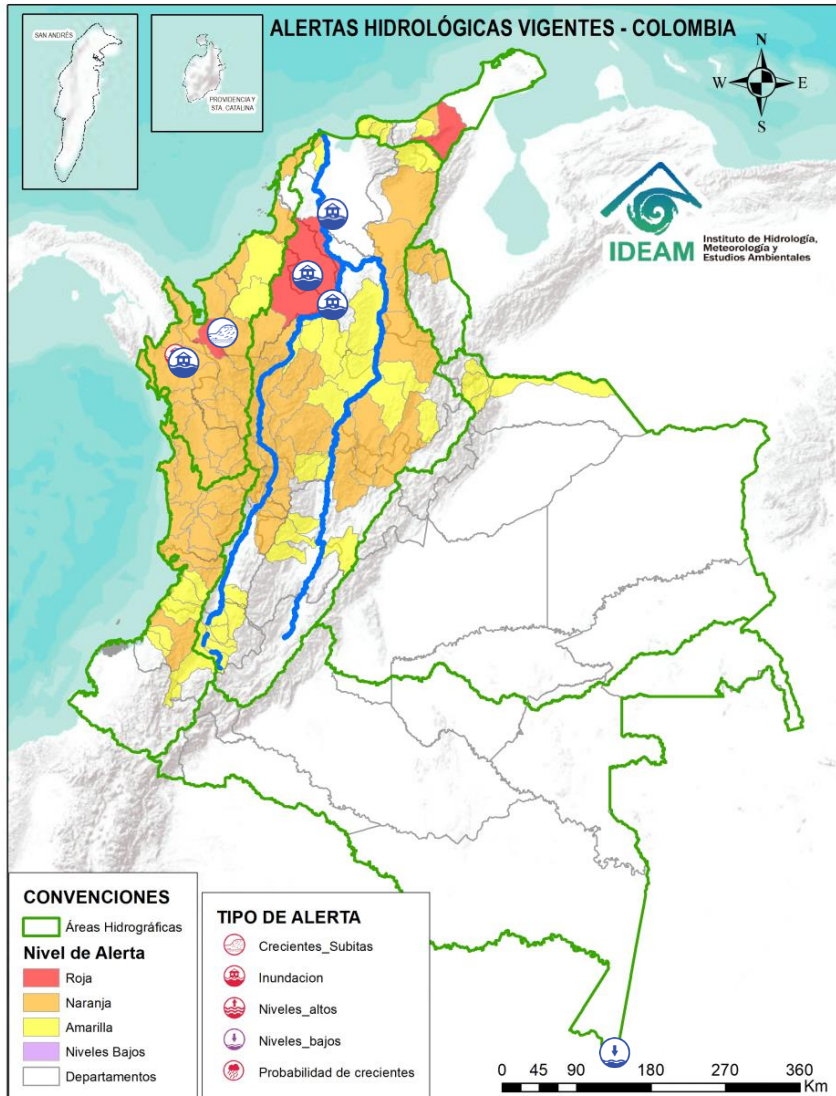 ALERTAS HIDROLÓGICAS VIGENTES - COLOMBIA
SAN ANDRÉS
PROVIDENCIA Y
STA. CATALINA
N
W
E
S
IDEAM
Instituto de Hidrología,
Meteorología y
Estudios Ambientales
CONVENCIONES
Áreas Hidrográficas
Nivel de Alerta
Roja
Naranja
Amarilla
Niveles Bajos
Departamentos
TIPO DE ALERTA
Crecientes_Subitas
Inundacion
Niveles_altos
Niveles_bajos
Probabilidad de crecientes
0 45 90 180 270 360
Km